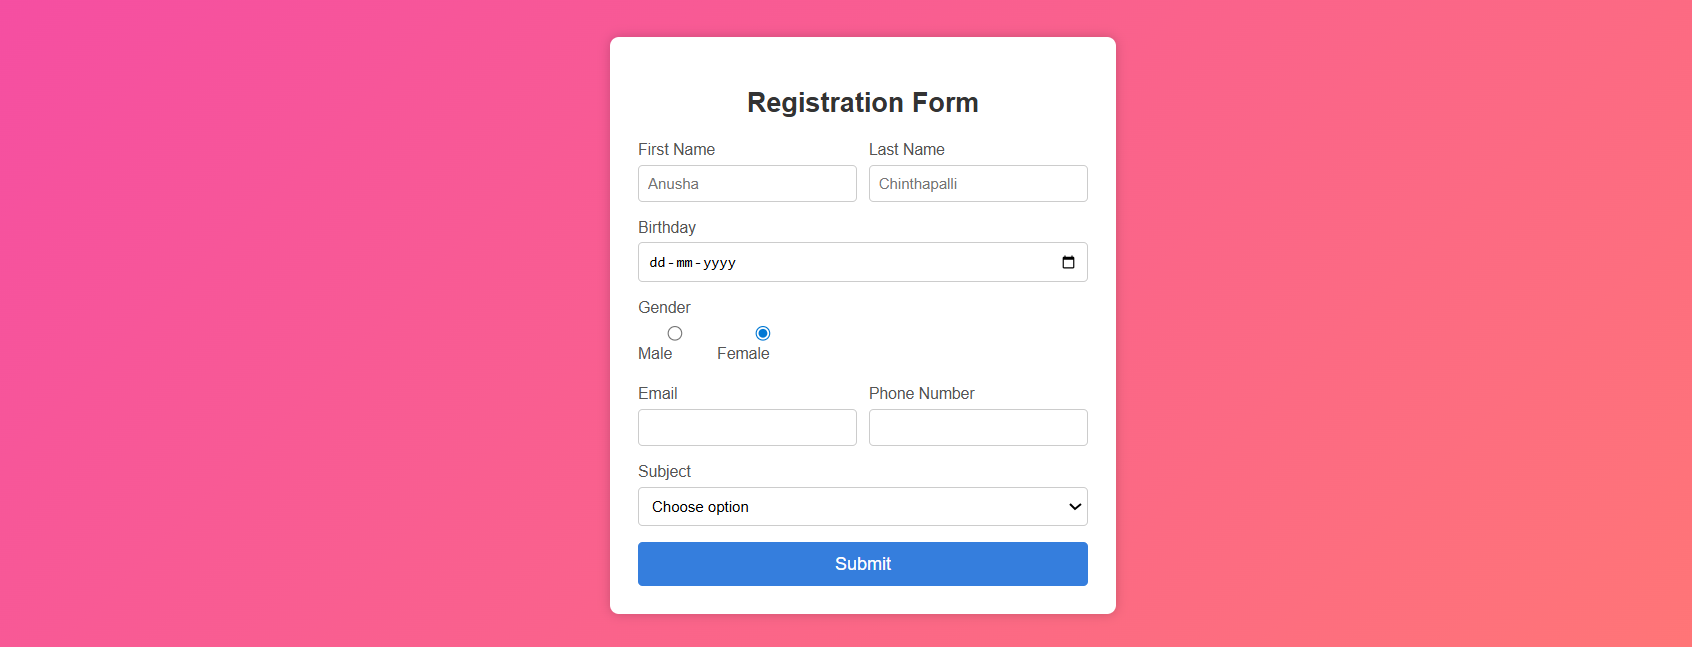 Registration Form
First Name Last Name
Anusha Chinthapalli
Birthday
dd-mm-yyyy
Gender
Male Female
Email Phone Number
Subject
Choose option
Submit